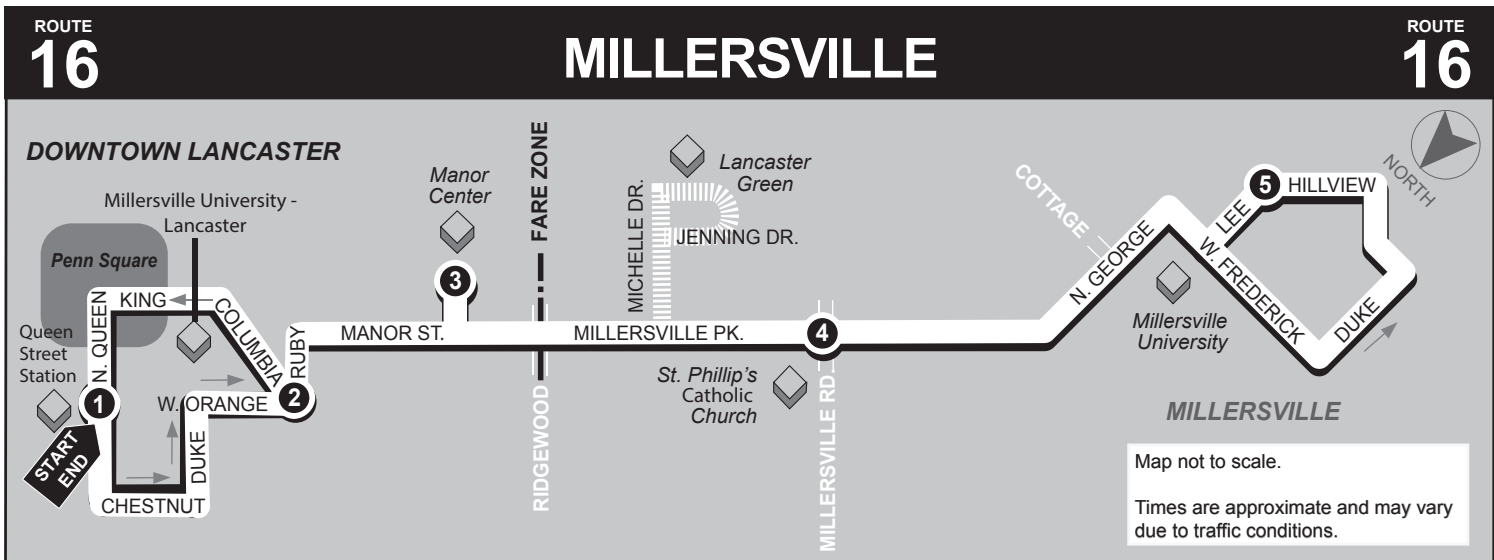 ROUTE
16
MILLERSVILLE
ROUTE
16
DOWNTOWN LANCASTER
Millersville University -
Lancaster
Penn Square
KING
N. QUEEN
COLUMBIA
Queen
Street
Station
1
START
END
CHESTNUT
DUKE
W. ORANGE
2
RUBY
MANOR ST.
Manor
Center
3
FARE ZONE
RIDGEWOOD
MICHELLE DR.
Lancaster
Green
JENNING DR.
MILLERSVILLE PK.
4
MILLERSVILLE RD.
St. Phillip's
Catholic
Church
COTTAGE
N. GEORGE
Millersville
University
W. FREDERICK
LEE
5
HILLVIEW
DUKE
NORTH
MILLERSVILLE
Map not to scale.
Times are approximate and may vary
due to traffic conditions.